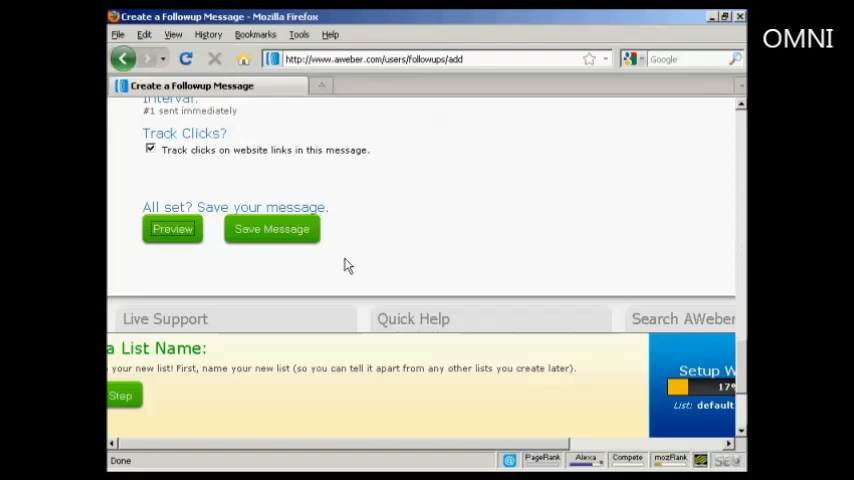 Create a Followup Message - Mozilla Firefox
OMNI
File Edit View History Bookmarks Tools Help
http://www.aweber.com/users/followups/add
Google
Create a Followup Message
Interval:
#1 sent immediately
Track Clicks?
Track clicks on website links in this message.
All set? Save your message.
Preview Save Message
Live Support Quick Help Search AWeber
a List Name:
your new list! First, name your new list (so you can tell it apart from any other lists you create later).
Setup W
17%
Step
List: default
Done
PageRank Alexa Compete mozRank